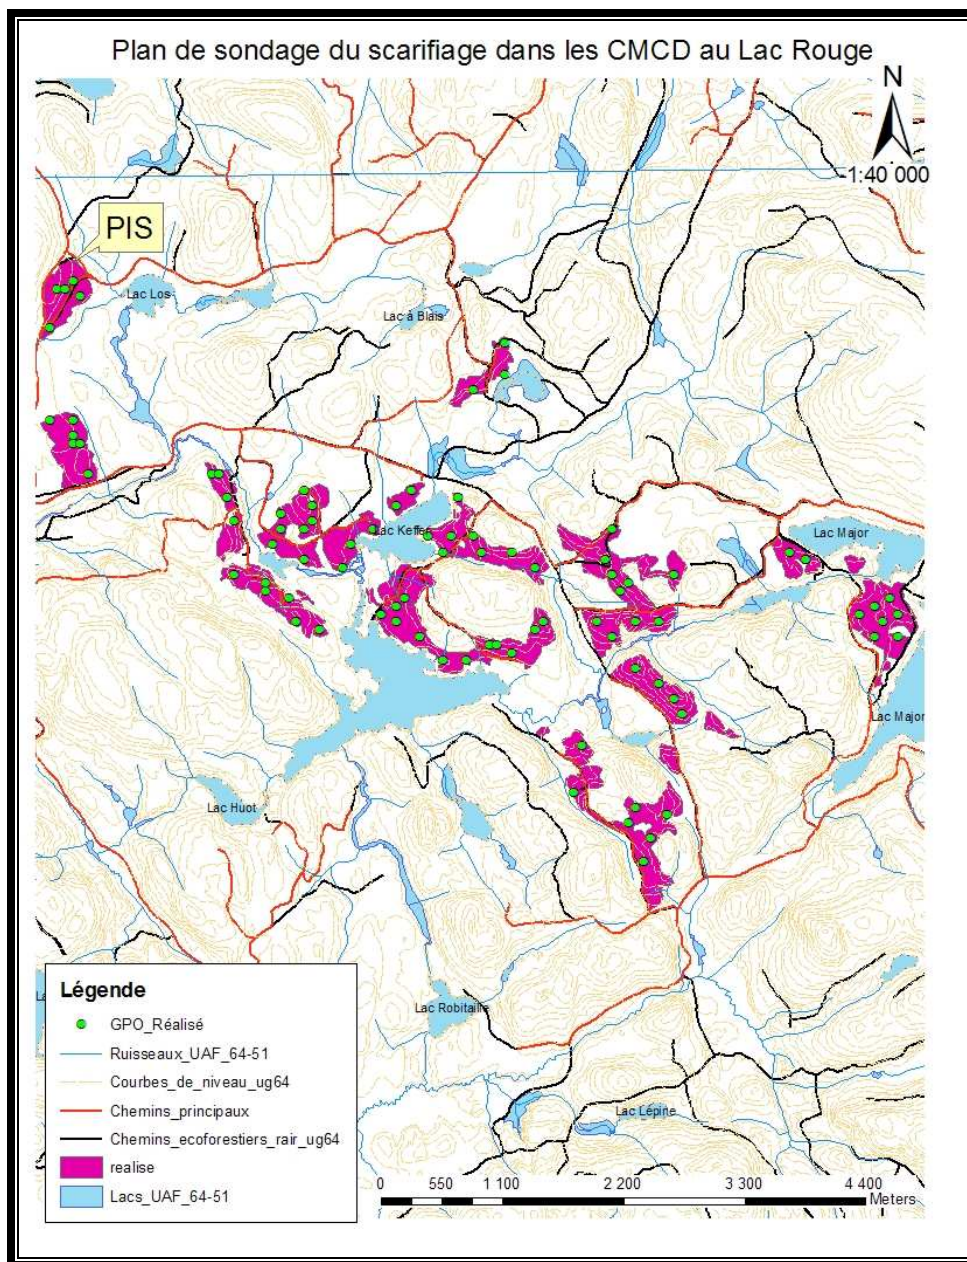 Plan de sondage du scarifiage dans les CMCD au Lac Rouge
N
1:40 000
PIS
Lac Los
Lac à Blais
Lac Keffer
Lac Major
Lac Major
Lac Huot
Lac Robitaille
Lac Lépine
Légende
GPO_Réalisé
Ruisseaux_UAF_64-51
Courbes_de_niveau_ug64
Chemins_principaux
Chemins_ecoforestiers_rair_ug64
realise
Lacs_UAF_64-51
0 550 1 100 2 200 3 300 4 400
Meters